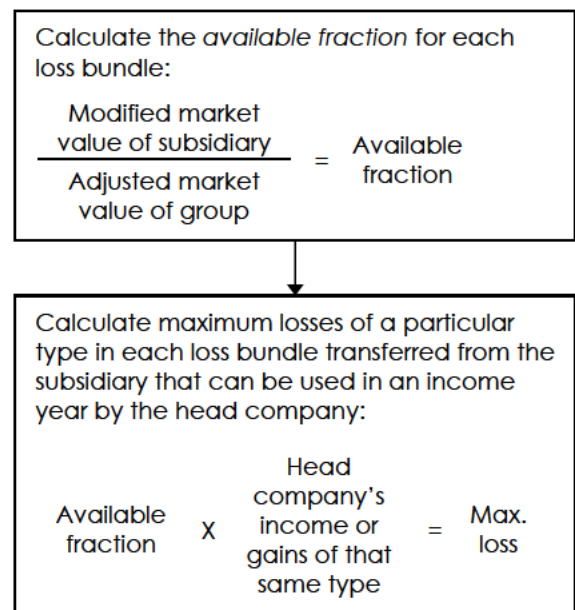 Calculate the available fraction for each
loss bundle:
Modified market
value of subsidiary
Adjusted market
value of group
=
Available
fraction
Calculate maximum losses of a particular
type in each loss bundle transferred from the
subsidiary that can be used in an income
year by the head company:
Available
fraction
X
Head
company's
income or
gains of that
same type
=
Max.
loss